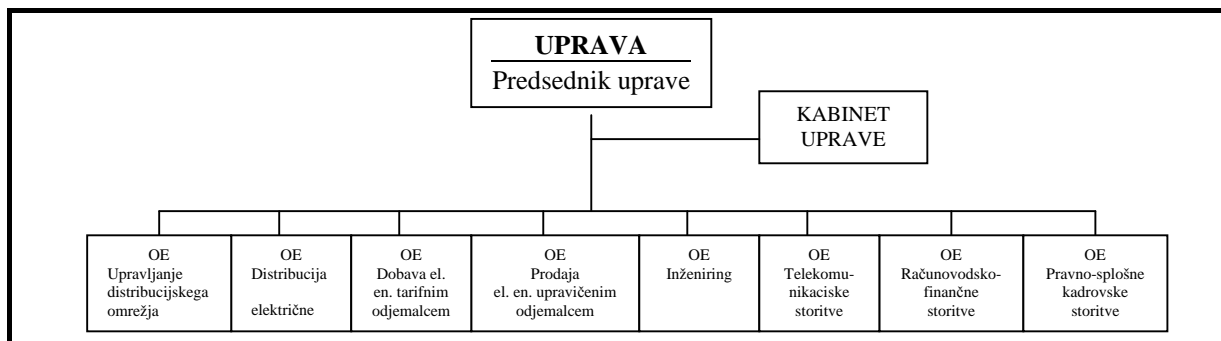 UPRAVA
Predsednik uprave
KABINET
UPRAVE
OE
Upravljanje
distribucijskega
omrežja
OE
Distribucija
električne
OE
Dobava el.
en. tarifnim
odjemalcem
OE
Prodaja
el. en. upravičenim
odjemalcem
OE
Inženiring
OE
Telekomu-
nikaciske
storitve
OE
Računovodsko-
finančne
storitve
OE
Pravno-splošne
kadrovske
storitve